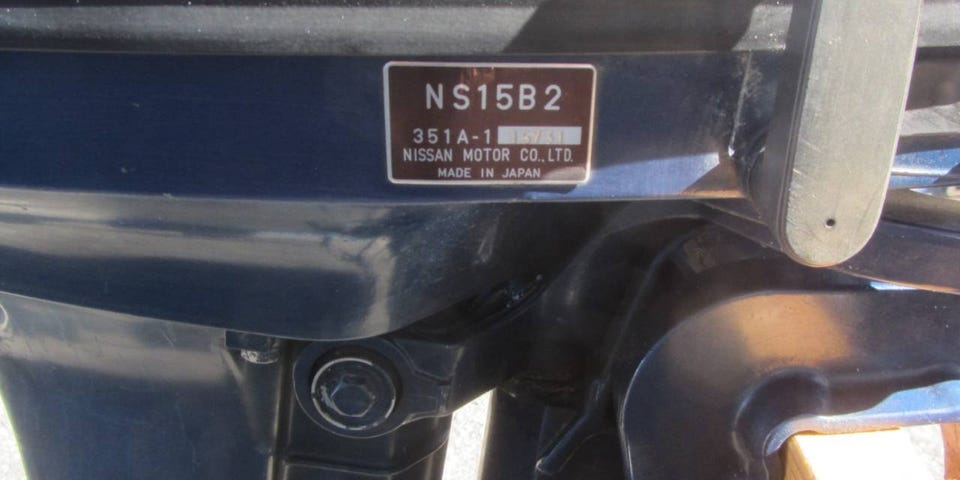 NS15B2
351A-1
NISSAN MOTOR CO., LTD.
MADE IN JAPAN